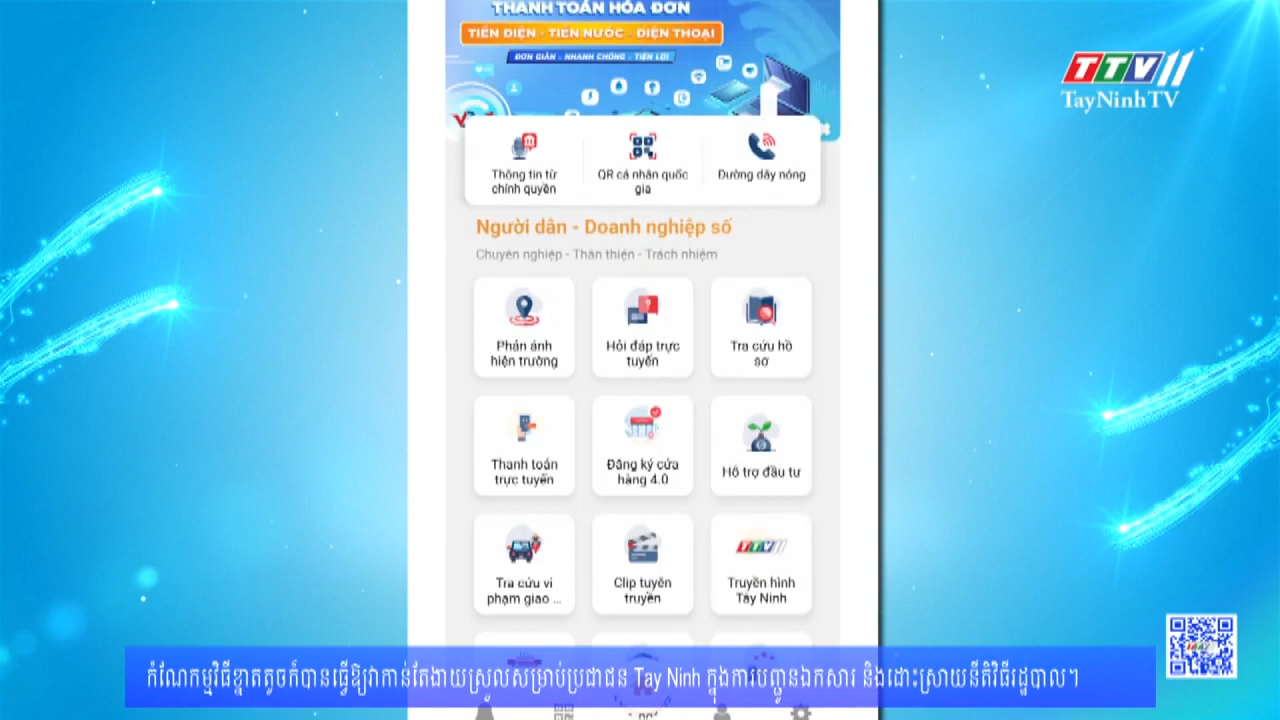 THANH TOÁN HÓA ĐƠN
TIỀN ĐIỆN - TIỀN NƯỚC - ĐIỆN THOẠI
ĐƠN GIẢN - NHANH CHÓNG - TIỆN LỢI
TTV11
TayNinhTV
Thông tin từ
chính quyền
QR cá nhân quốc
gia
Đường dây nóng
Người dân - Doanh nghiệp số
Chuyên nghiệp - Thân thiện - Trách nhiệm
Phản ánh
hiện trường
Hỏi đáp trực
tuyến
Tra cứu hồ
sơ
Thanh toán
trực tuyến
Đăng ký cửa
hàng 4.0
Hỗ trợ đầu tư
Tra cứu vi
phạm giao ...
Clip tuyên
truyền
TTV11
Truyền hình
Tây Ninh
កំណែកម្មវិធីខ្នាតតូចក៏បានធ្វើឱ្យវាកាន់តែងាយស្រួលសម្រាប់ប្រជាជន Tay Ninh ក្នុងការបញ្ជូនឯកសារ និងដោះស្រាយនីតិវិធីរដ្ឋបាល។